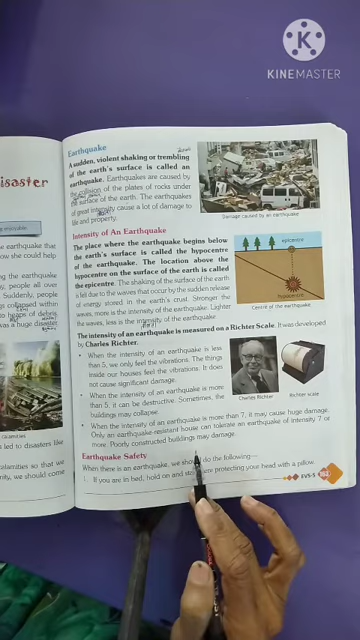 KINEMASTER
Earthquake
A sudden, violent shaking or trembling
of the earth's surface is called an
earthquake. Earthquakes are caused by
the collision of the plates of rocks under
the surface of the earth. The earthquakes
of great intensity cause a lot of damage to
life and property.
Damage caused by an earthquake
Intensity of An Earthquake
The place where the earthquake begins below
the earth's surface is called the hypocentre
of the earthquake. The location above the
hypocentre on the surface of the earth is called
the epicentre. The shaking of the surface of earth
is felt due to the waves that occur by the sudden release
of energy stored in the earth's crust. Stronger the
waves, more is the intensity of the earthquake. Lighter
the waves, less is the intensity of the earthquake
epicentre
hypocentre
Centre of the earthquake
The intensity of an earthquake is measured on a Richter Scale. It was developed
by Charles Richter.
• When the intensity of an earthquake is less
than 5, we only feel vibrations. The things
inside our houses feel the vibrations. It does
not cause significant damage.
• When the intensity of an earthquake is more
than 5, it can be destructive. Sometimes, the
buildings may collapse.
Charles Richter
Richter scale
• When the intensity of an earthquake is more than 7, it may cause huge damage.
Only an earthquake-resistant house can tolerate an earthquake of intensity 7 or
more. Poorly constructed buildings may damage.
Earthquake Safety
When there is an earthquake, we should do the following—
1. If you are in bed, hold on and stay there protecting your head with a pillow.
EVS-5
isaster
e earthquake that
ow she could help
ng the earthquake
y, people all over
Suddenly, people
gs collapsed within
to heaps of debris
was a huge disaster
Calamities
s led to disasters like
calamities so that we
rity, we should come